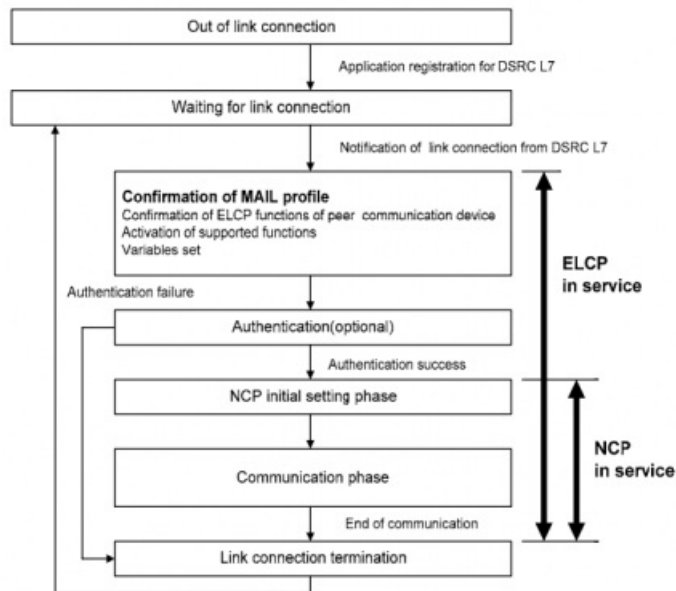 Out of link connection
Application registration for DSRC L7
Waiting for link connection
Notification of link connection from DSRC L7
Confirmation of MAIL profile
Confirmation of ELCP functions of peer communication device
Activation of supported functions
Variables set
ELCP
in service
Authentication failure
Authentication(optional)
Authentication success
NCP initial setting phase
NCP
in service
Communication phase
End of communication
Link connection termination